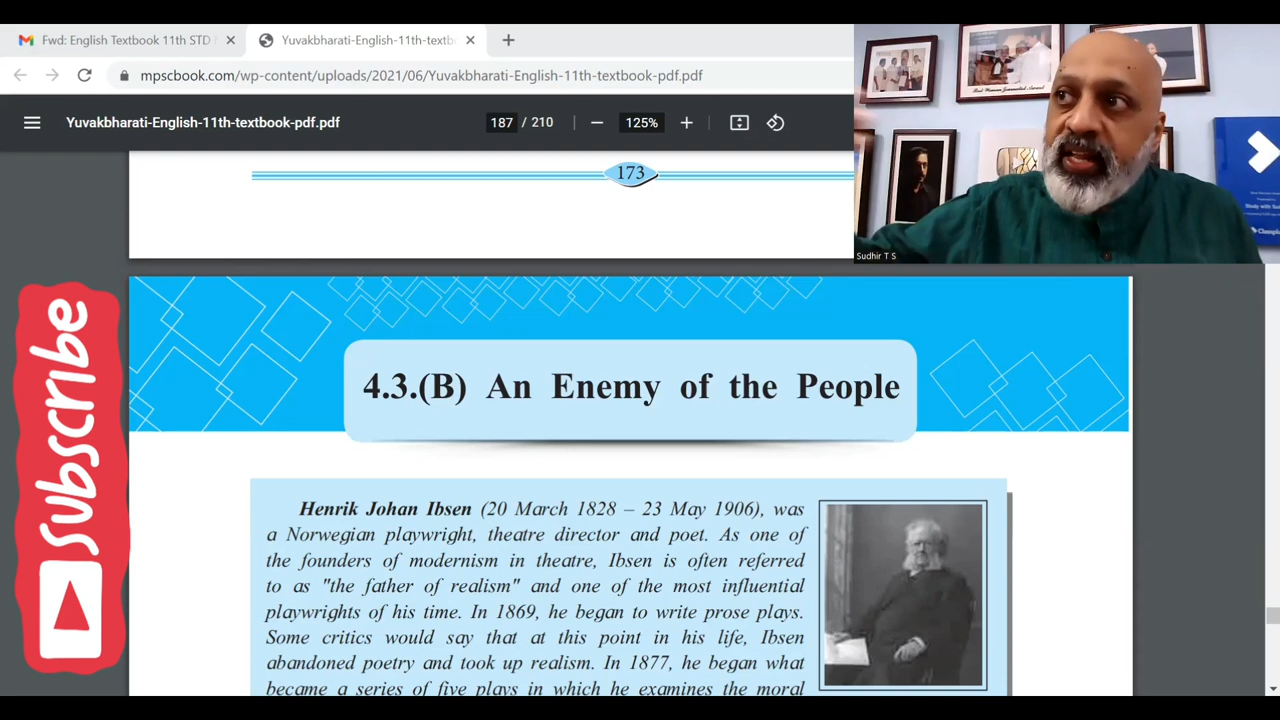 Fwd: English Textbook 11th STD
Yuvakbharati-English-11th-textb
mpscbook.com/wp-content/uploads/2021/06/Yuvakbharati-English-11th-textbook-pdf.pdf
Yuvakbharati-English-11th-textbook-pdf.pdf
187 / 210
125%
173
Sudhir T S
Subscribe
4.3.(B) An Enemy of the People
Henrik Johan Ibsen (20 March 1828 – 23 May 1906), was
a Norwegian playwright, theatre director and poet. As one of
the founders of modernism in theatre, Ibsen is often referred
to as "the father of realism" and one of the most influential
playwrights of his time. In 1869, he began to write prose plays.
Some critics would say that at this point in his life, Ibsen
abandoned poetry and took up realism. In 1877, he began what
became a series of five plays in which he examines the moral